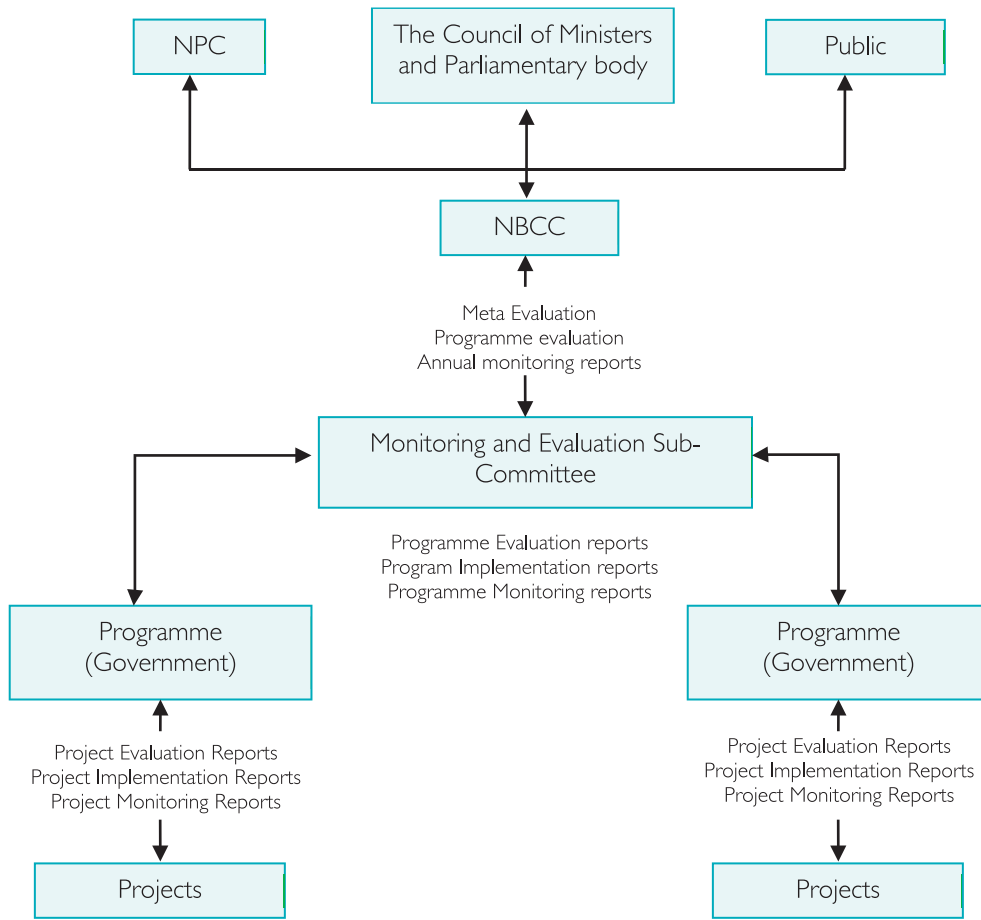 NPC
The Council of Ministers
and Parliamentary body
Public
NBCC
Meta Evaluation
Programme evaluation
Annual monitoring reports
Monitoring and Evaluation Sub-
Committee
Programme Evaluation reports
Program Implementation reports
Programme Monitoring reports
Programme
(Government)
Programme
(Government)
Project Evaluation Reports
Project Implementation Reports
Project Monitoring Reports
Project Evaluation Reports
Project Implementation Reports
Project Monitoring Reports
Projects
Projects